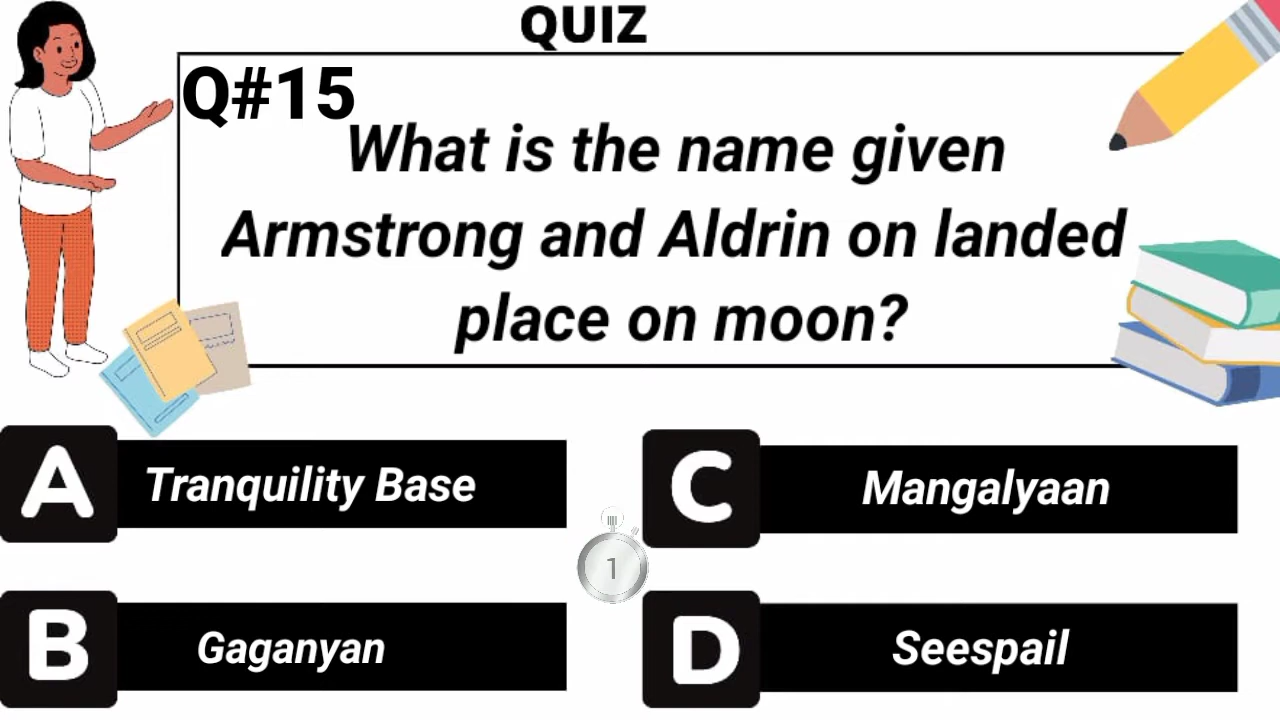 QUIZ
Q#15
What is the name given
Armstrong and Aldrin on landed
place on moon?
A
Tranquility Base
C
Mangalyaan
1
B
Gaganyan
D
Seespail